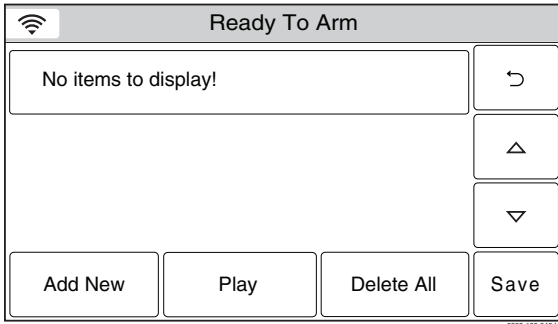 Ready To Arm
No items to display!
Add New
Play
Delete All
Save